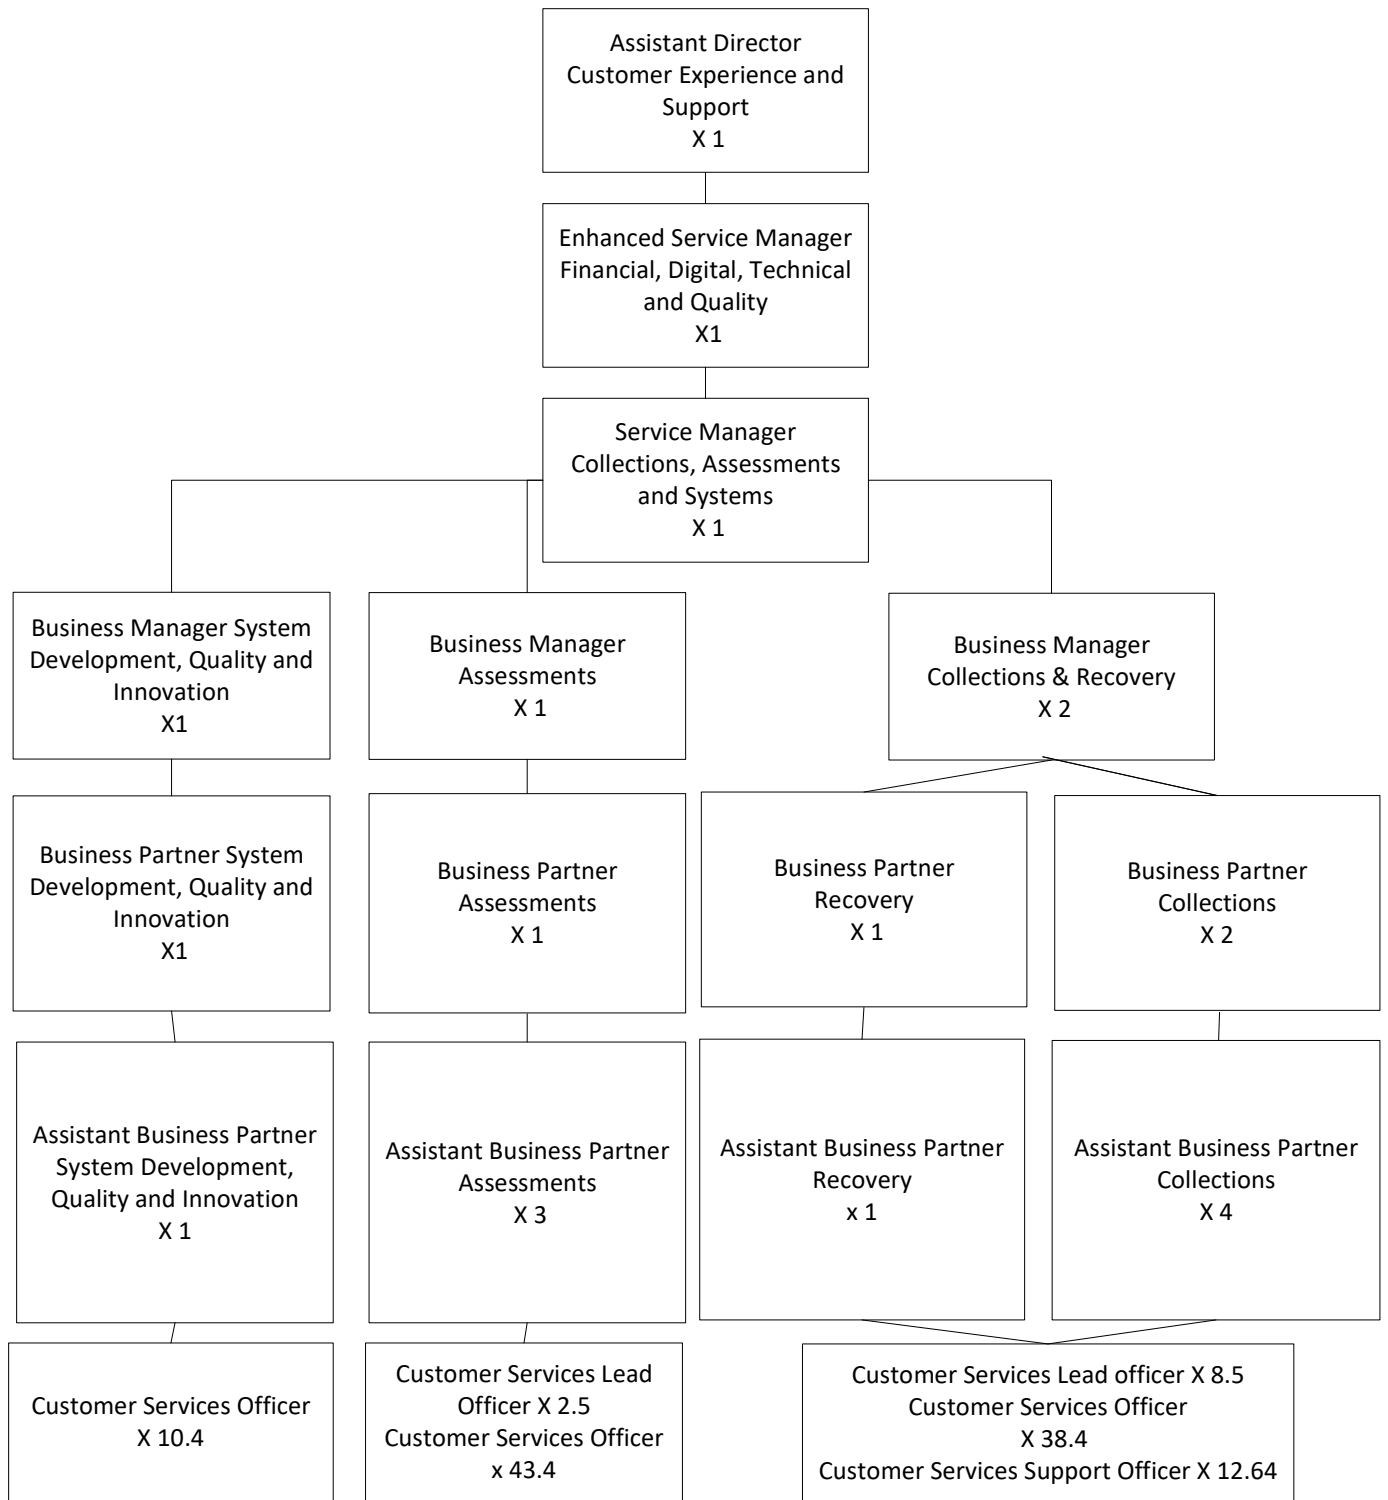 Assistant Director
Customer Experience and
Support
X 1
Enhanced Service Manager
Financial, Digital, Technical
and Quality
X1
Service Manager
Collections, Assessments
and Systems
X 1
Business Manager System
Development, Quality and
Innovation
X1
Business Manager
Assessments
X 1
Business Manager
Collections & Recovery
X 2
Business Partner System
Development, Quality and
Innovation
X1
Business Partner
Assessments
X 1
Business Partner
Recovery
X 1
Business Partner
Collections
X 2
Assistant Business Partner
System Development,
Quality and Innovation
X 1
Assistant Business Partner
Assessments
X 3
Assistant Business Partner
Recovery
x 1
Assistant Business Partner
Collections
X 4
Customer Services Officer
X 10.4
Customer Services Lead
Officer X 2.5
Customer Services Officer
x 43.4
Customer Services Lead officer X 8.5
Customer Services Officer
X 38.4
Customer Services Support Officer X 12.64